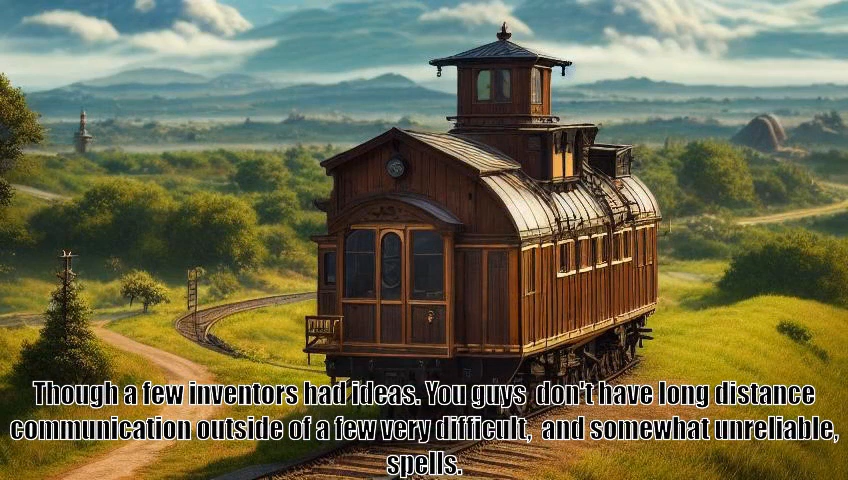 Though a few inventors had ideas. You guys  don't have long distance
communication outside of a few very difficult,  and somewhat unreliable,
spells.